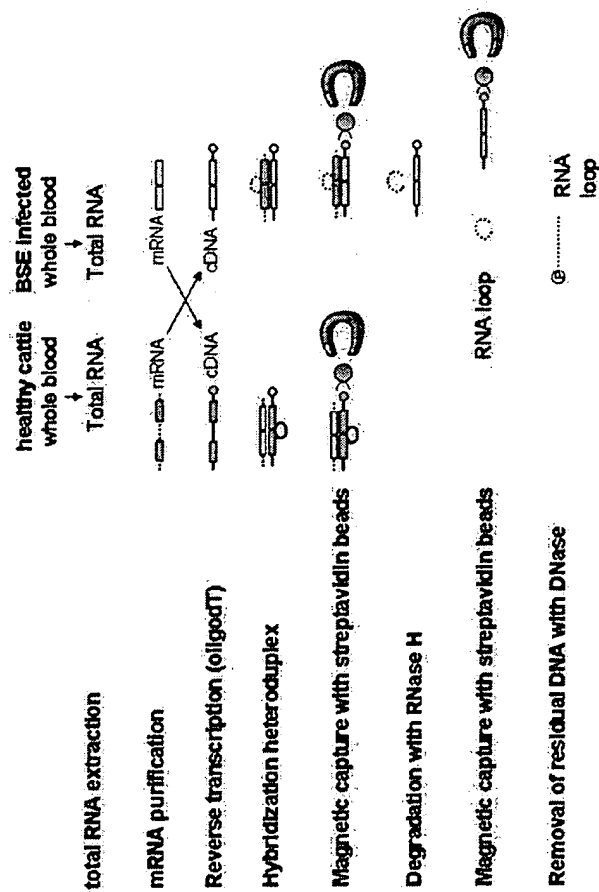 healthy cattle
whole blood
BSE infected
whole blood
Total RNA
Total RNA
total RNA extraction
mRNA purification
mRNA
mRNA
Reverse transcription (oligodT)
cDNA
cDNA
Hybridization heteroduplex
Magnetic capture with streptavidin beads
Degradation with RNase H
Magnetic capture with streptavidin beads
RNA loop
Removal of residual DNA with DNase
RNA
loop